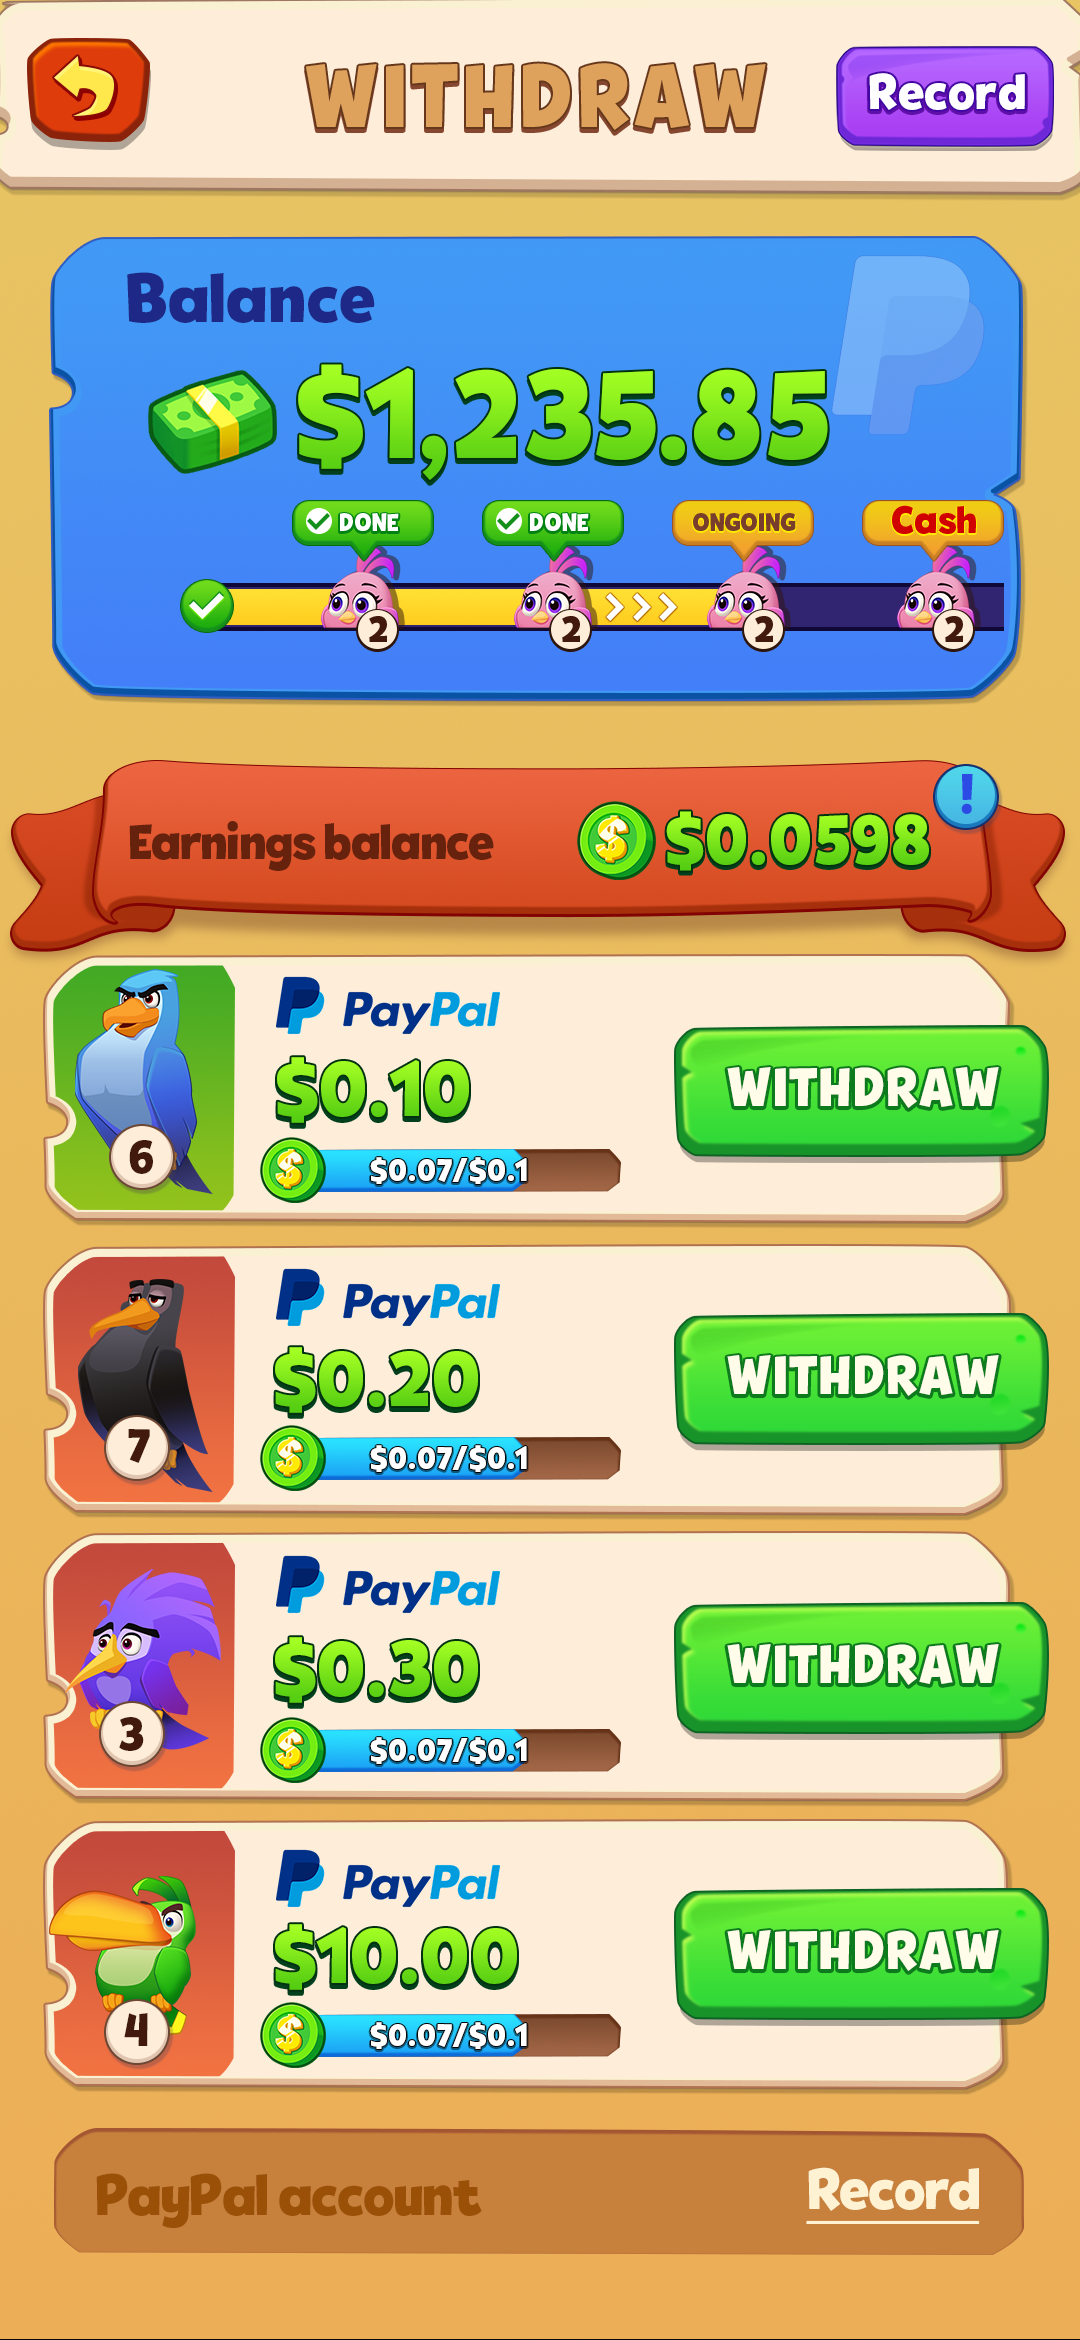 WITHDRAW
Record
Balance
$1,235.85
DONE
DONE
ONGOING
Cash
2
2
2
2
Earnings balance
$0.0598
!
PayPal
$0.10
WITHDRAW
6
$0.07/$0.1
PayPal
$0.20
WITHDRAW
7
$0.07/$0.1
PayPal
$0.30
WITHDRAW
3
$0.07/$0.1
PayPal
$10.00
WITHDRAW
4
$0.07/$0.1
PayPal account
Record